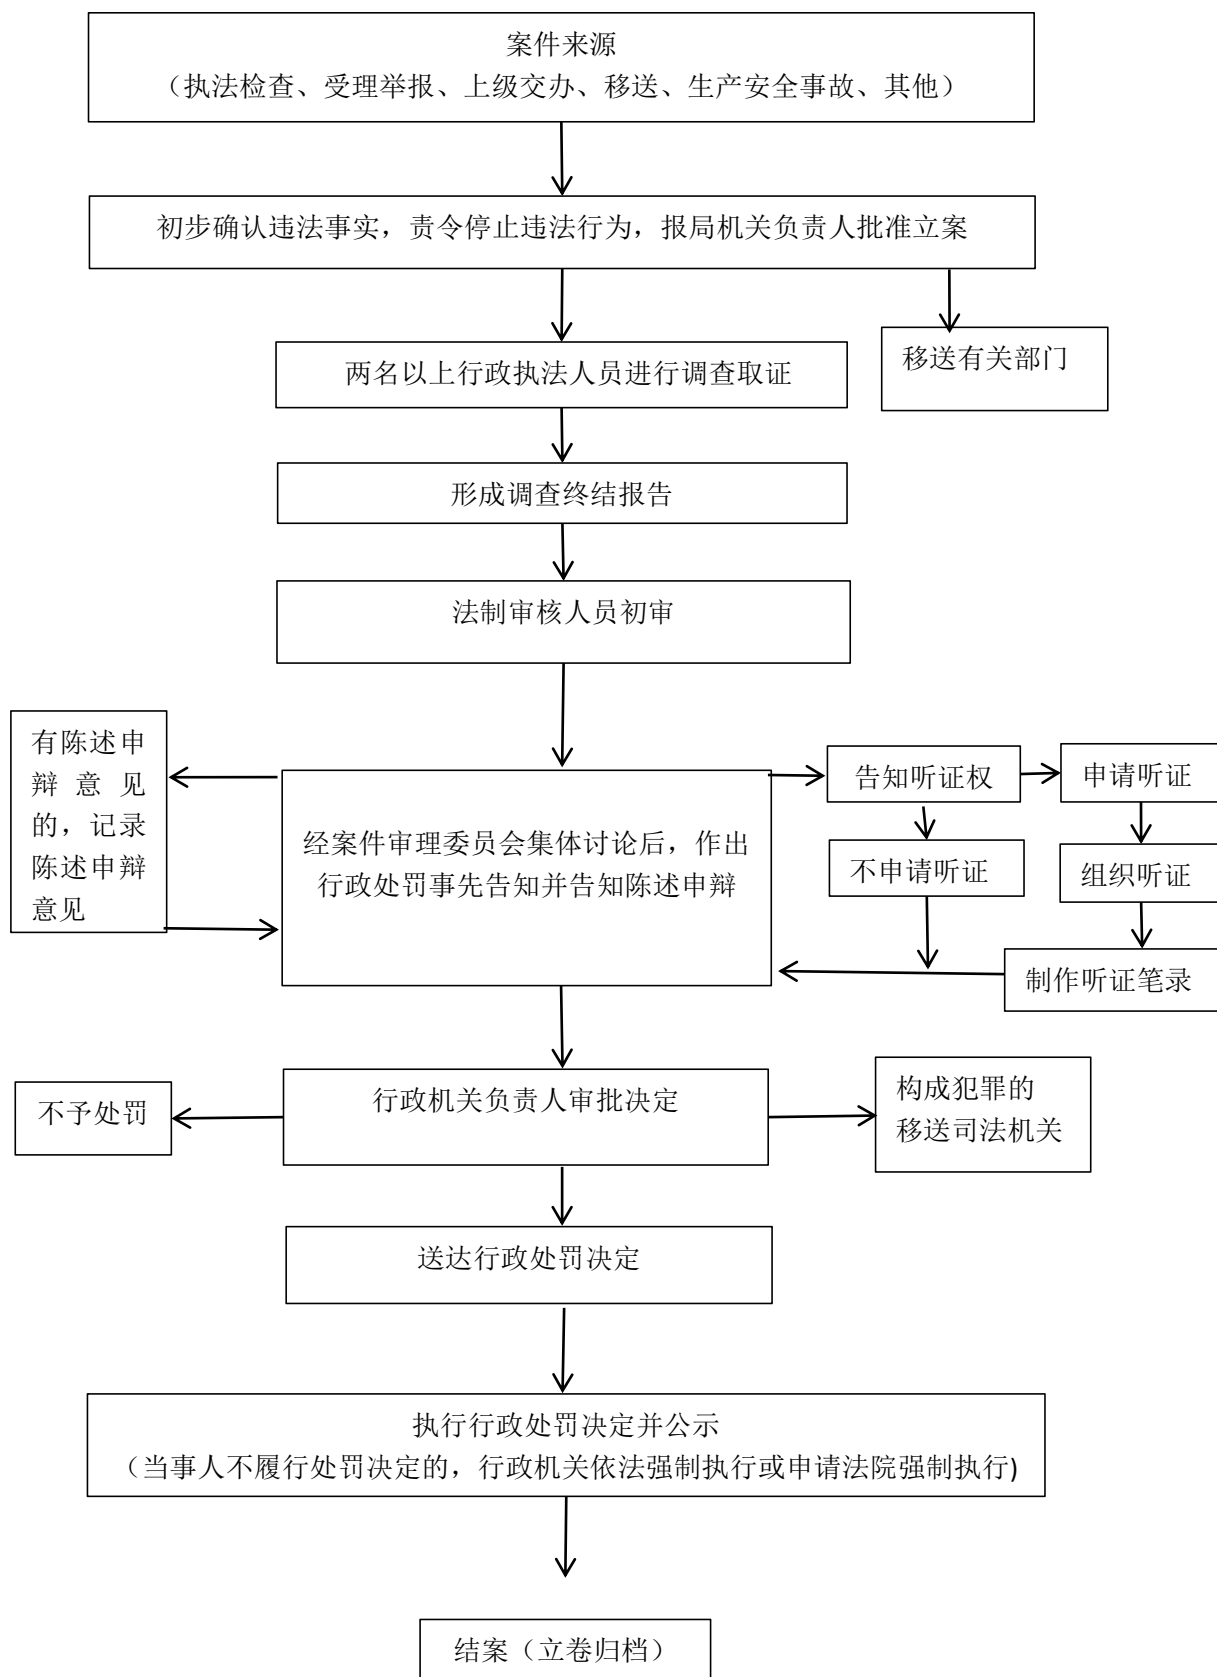 案件来源
（执法检查、受理举报、上级交办、移送、生产安全事故、其他）
初步确认违法事实，责令停止违法行为，报局机关负责人批准立案
两名以上行政执法人员进行调查取证
移送有关部门
形成调查终结报告
法制审核人员初审
有陈述申
辩意见
的，记录
陈述申辩
意见
经案件审理委员会集体讨论后，作出
行政处罚事先告知并告知陈述申辩
告知听证权
申请听证
不申请听证
组织听证
制作听证笔录
不予处罚
行政机关负责人审批决定
构成犯罪的
移送司法机关
送达行政处罚决定
执行行政处罚决定并公示
（当事人不履行处罚决定的，行政机关依法强制执行或申请法院强制执行)
结案（立卷归档）